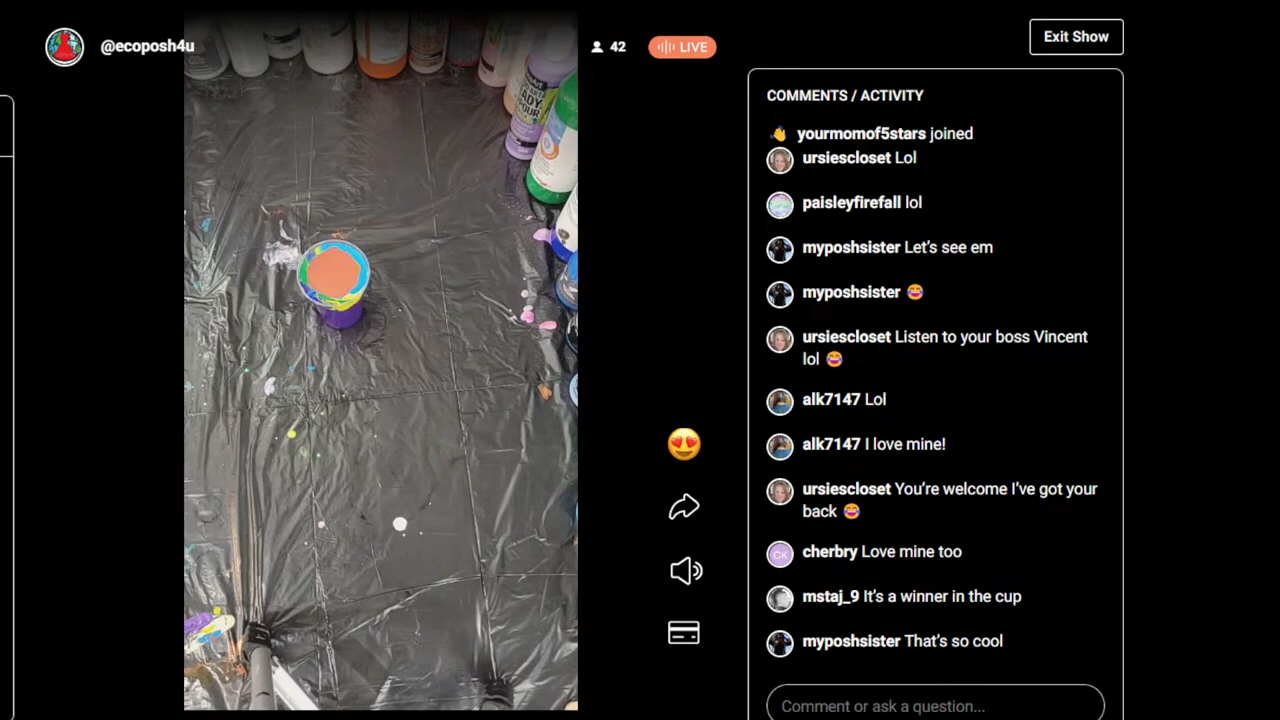 @ecoposh4u
42
LIVE
Exit Show
COMMENTS / ACTIVITY
👋 yourmomof5stars joined
ursiescloset Lol
paisleyfirefall lol
myposhsister Let's see em
myposhsister 😂
ursiescloset Listen to your boss Vincent
lol 😂
alk7147 Lol
alk7147 I love mine!
ursiescloset You're welcome I've got your
back 😂
CK
cherbry Love mine too
mstaj_9 It's a winner in the cup
myposhsister That's so cool
Comment or ask a question...